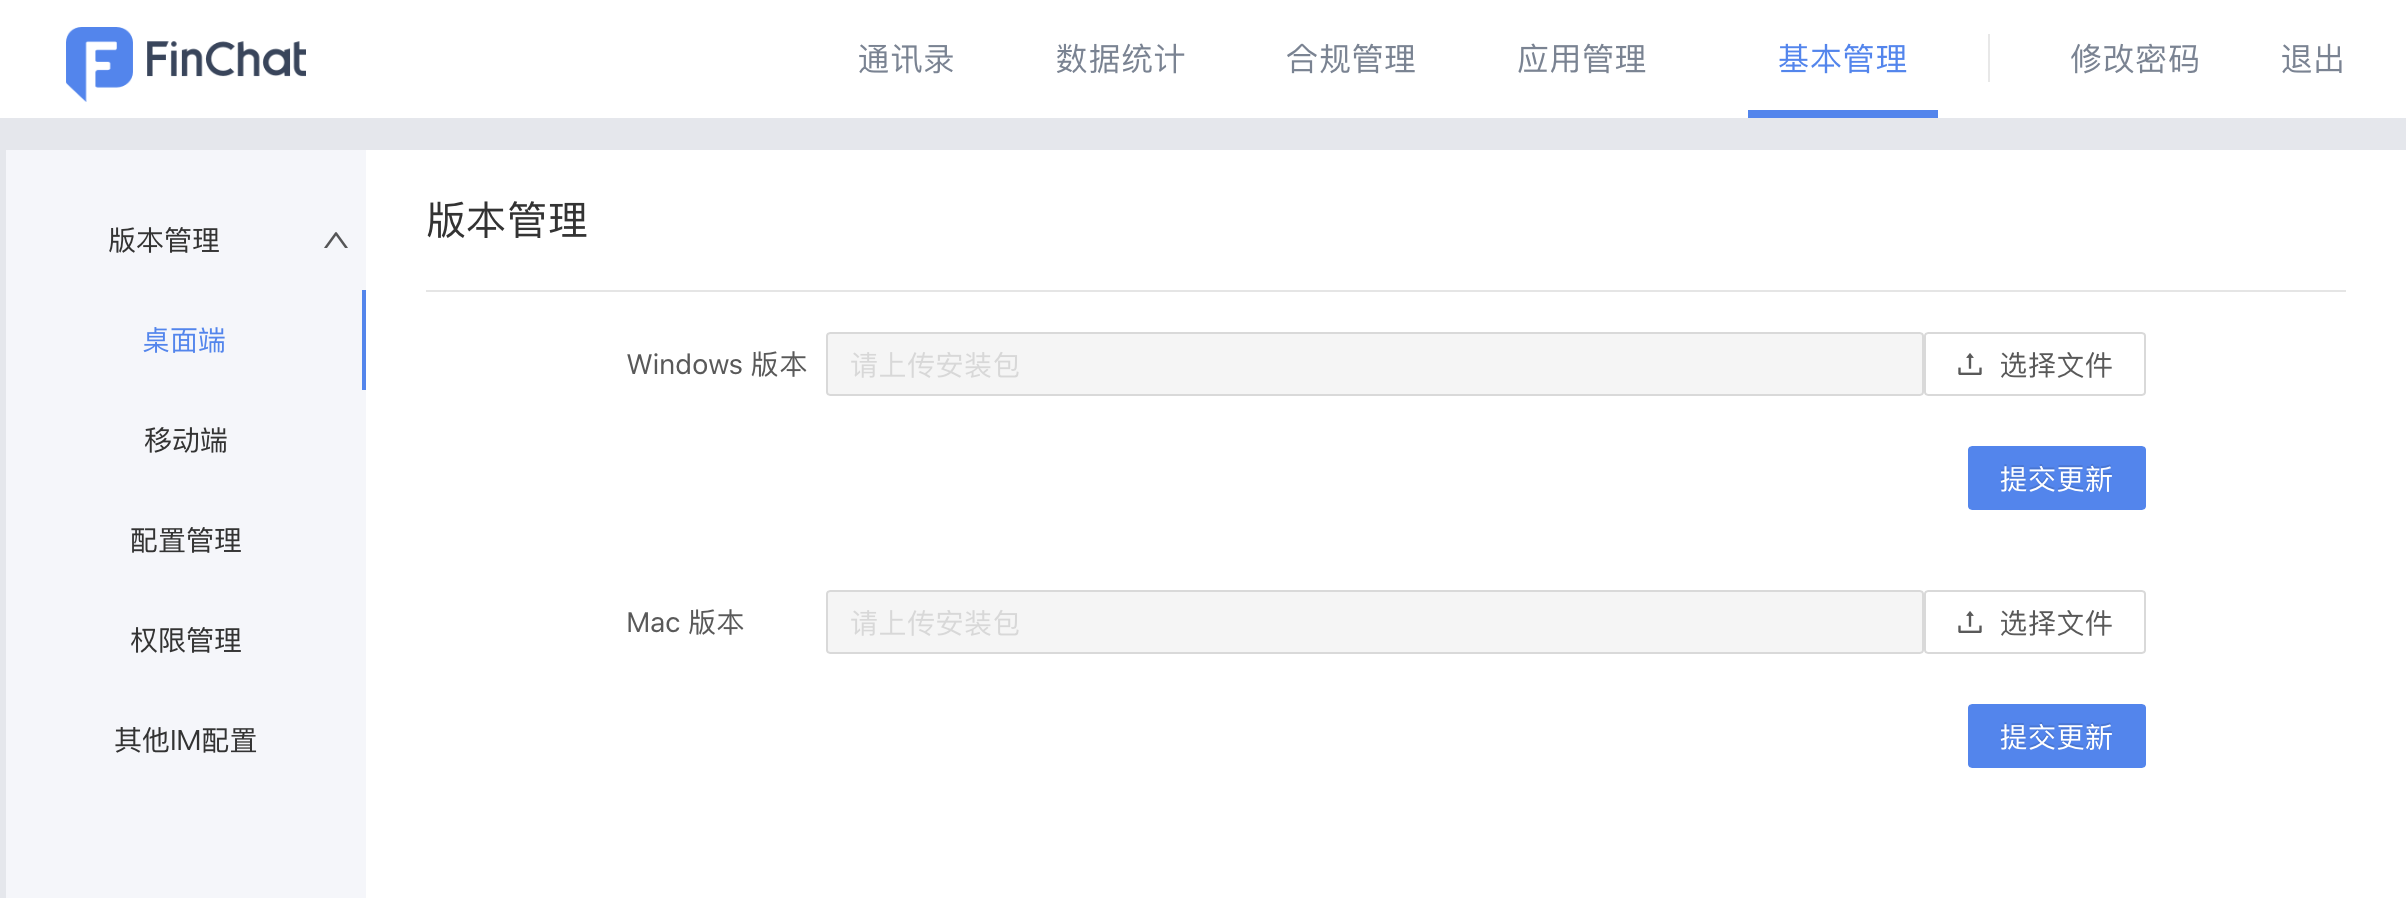 FinChat
通讯录 数据统计 合规管理 应用管理 基本管理 修改密码 退出
版本管理
桌面端
移动端
配置管理
权限管理
其他IM配置
版本管理
Windows 版本 请上传安装包 选择文件
提交更新
Mac 版本 请上传安装包 选择文件
提交更新